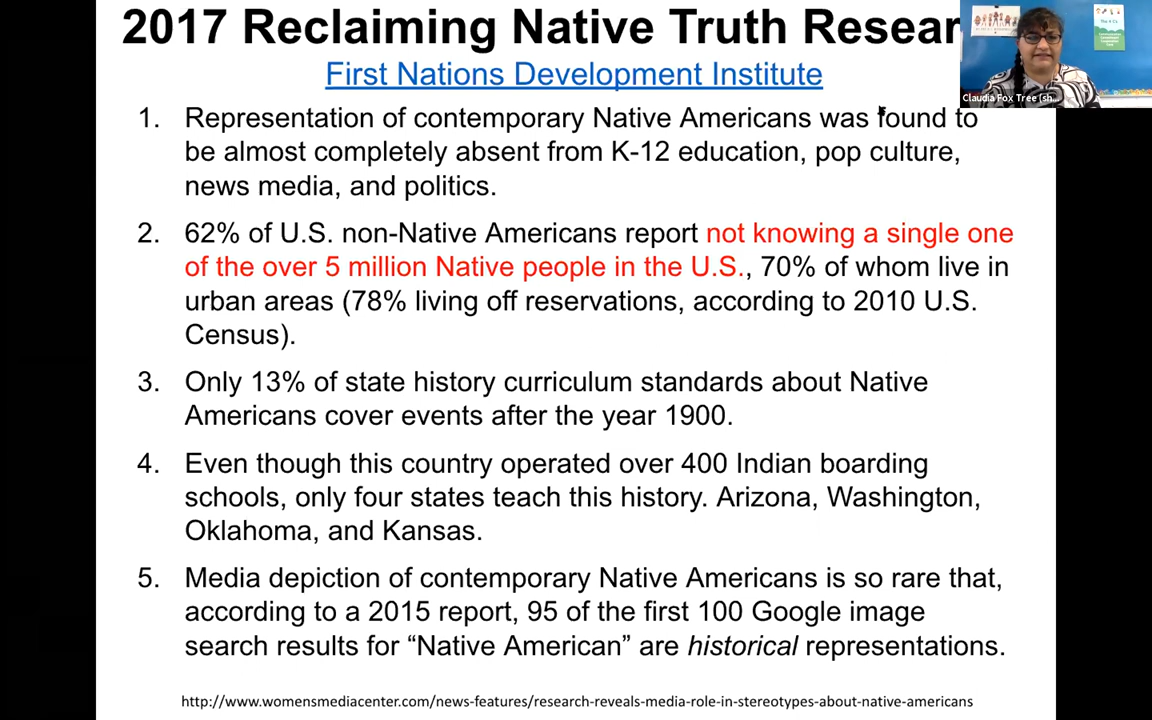 2017 Reclaiming Native Truth Resear
First Nations Development Institute
Claudia Fox Tree (sh...
1. Representation of contemporary Native Americans was found to
be almost completely absent from K-12 education, pop culture,
news media, and politics.
2. 62% of U.S. non-Native Americans report not knowing a single one
of the over 5 million Native people in the U.S., 70% of whom live in
urban areas (78% living off reservations, according to 2010 U.S.
Census).
3. Only 13% of state history curriculum standards about Native
Americans cover events after the year 1900.
4. Even though this country operated over 400 Indian boarding
schools, only four states teach this history. Arizona, Washington,
Oklahoma, and Kansas.
5. Media depiction of contemporary Native Americans is so rare that,
according to a 2015 report, 95 of the first 100 Google image
search results for “Native American” are historical representations.
http://www.womensmediacenter.com/news-features/research-reveals-media-role-in-stereotypes-about-native-americans